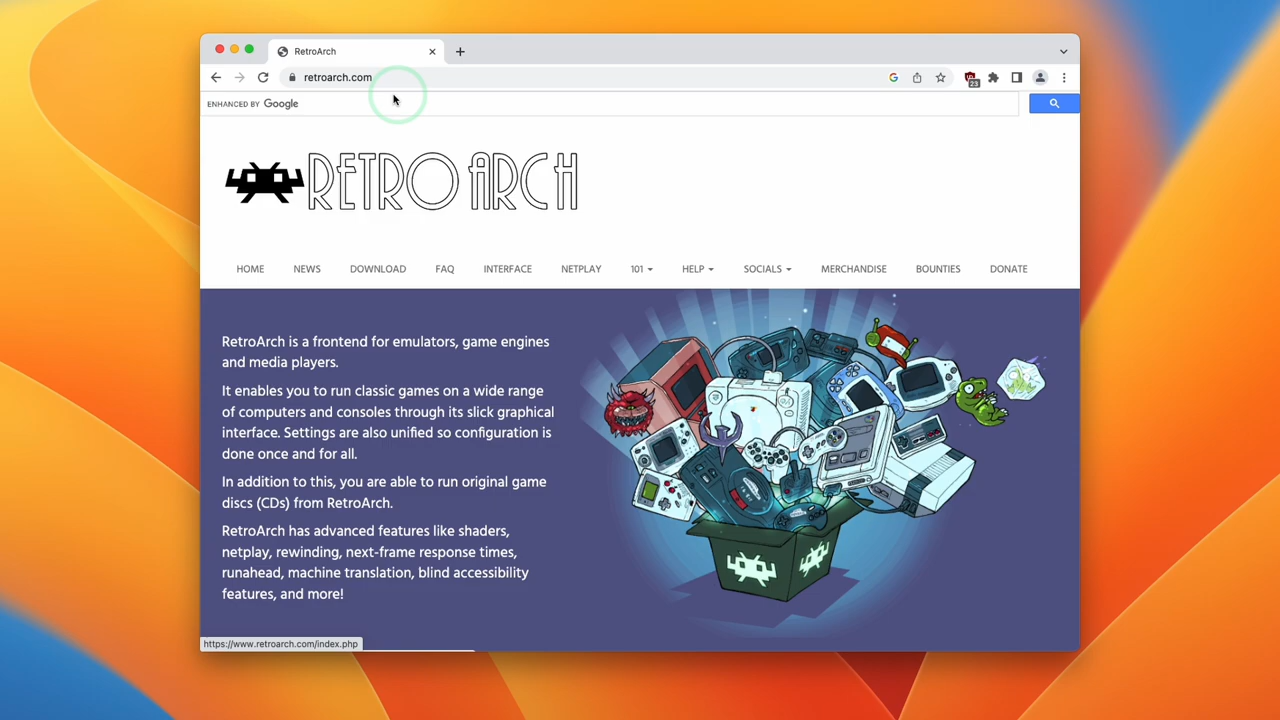 RetroArch
retroarch.com
23
ENHANCED BY Google
RETROARCH
HOME NEWS DOWNLOAD FAQ INTERFACE NETPLAY 101 HELP SOCIALS MERCHANDISE BOUNTIES DONATE
RetroArch is a frontend for emulators, game engines
and media players.
It enables you to run classic games on a wide range
of computers and consoles through its slick graphical
interface. Settings are also unified so configuration is
done once and for all.
In addition to this, you are able to run original game
discs (CDs) from RetroArch.
RetroArch has advanced features like shaders,
netplay, rewinding, next-frame response times,
runahead, machine translation, blind accessibility
features, and more!
https://www.retroarch.com/index.php